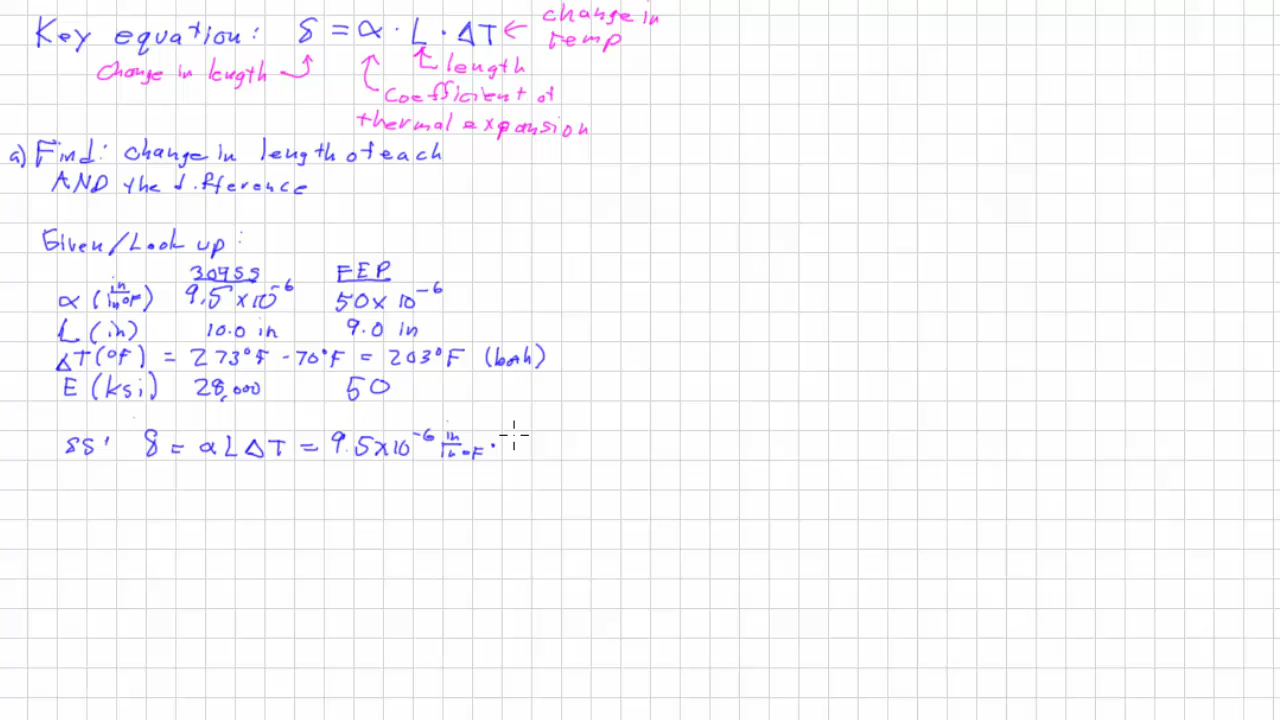 Key equation: δ = α · L · ΔT ← change in temp
change in length
length
coefficient of
thermal expansion
a) Find: change in length of each
AND the difference
Given/Look up:
304SS FEP
α (in/in°F) 9.5×10⁻⁶ 50×10⁻⁶
L (in) 10.0 in 9.0 in
ΔT(°F) = 273°F - 70°F = 203°F (both)
E (ksi) 28,000 50
SS: δ = αLΔT = 9.5×10⁻⁶ in/in°F ·